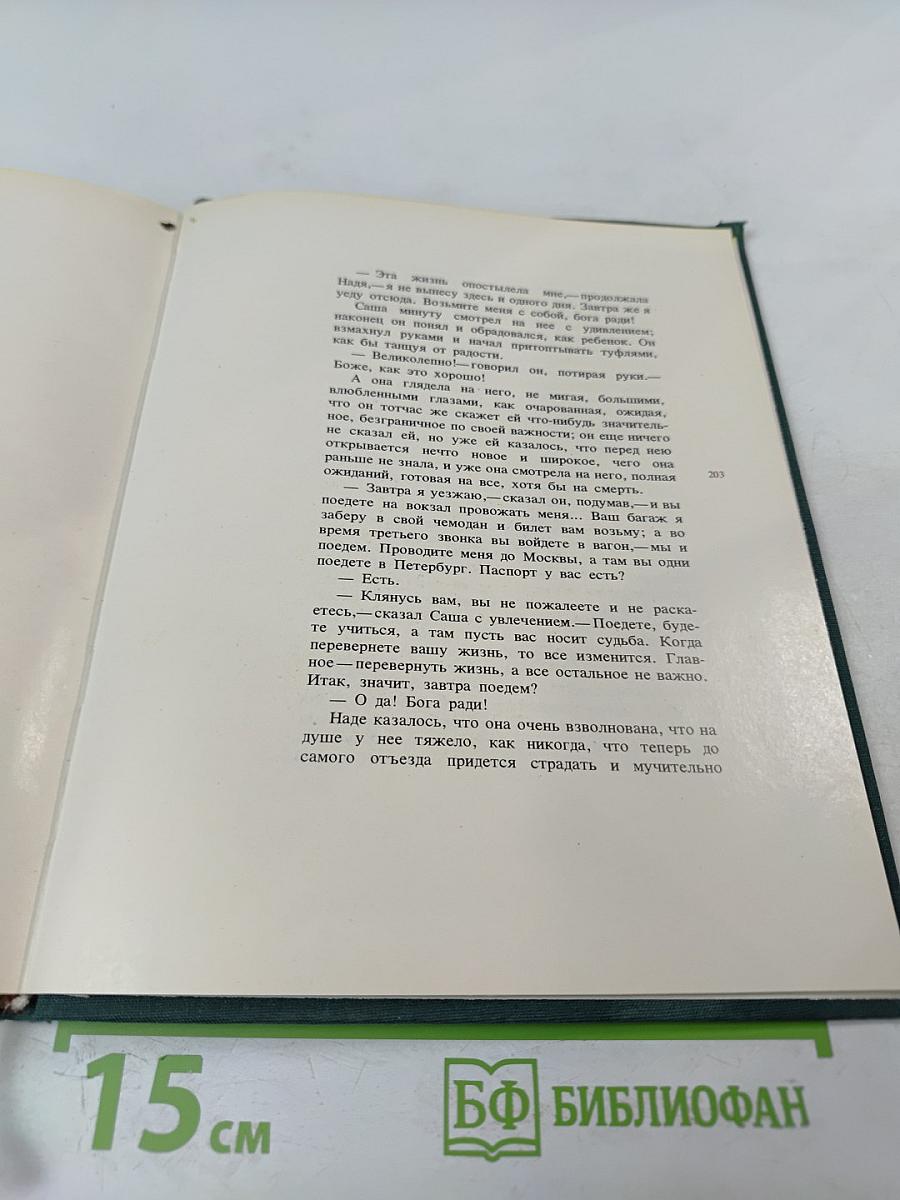 — Эта жизнь опостылела мне,—продолжала
Надя,—я не вынесу здесь и одного дня. Завтра же я
уеду отсюда. Возьмите меня с собой, бога ради!
Саша минуту смотрел на нее с удивлением;
наконец он понял и обрадовался, как ребенок. Он
взмахнул руками и начал притоптывать туфлями,
как бы танцуя от радости.
— Великолепно!—говорил он, потирая руки.—
Боже, как это хорошо!
А она глядела на него, не мигая, большими,
влюбленными глазами, как очарованная, ожидая,
что он тотчас же скажет ей что-нибудь значитель-
ное, безграничное по своей важности; он еще ничего
не сказал ей, но уже ей казалось, что перед нею
открывается нечто новое и широкое, чего она
раньше не знала, и уже она смотрела на него, полная
ожиданий, готовая на все, хотя бы на смерть.
203
— Завтра я уезжаю,—сказал он, подумав,—и вы
поедете на вокзал провожать меня... Ваш багаж я
заберу в свой чемодан и билет вам возьму; а во
время третьего звонка вы войдете в вагон,—мы и
поедем. Проводите меня до Москвы, а там вы одни
поедете в Петербург. Паспорт у вас есть?
— Есть.
— Клянусь вам, вы не пожалеете и не раска-
етесь,—сказал Саша с увлечением.—Поедете, буде-
те учиться, а там пусть вас носит судьба. Когда
перевернете вашу жизнь, то все изменится. Глав-
ное—перевернуть жизнь, а все остальное не важно.
Итак, значит, завтра поедем?
— О да! Бога ради!
Наде казалось, что она очень взволнована, что на
душе у нее тяжело, как никогда, что теперь до
самого отъезда придется страдать и мучительно
15 см
БФ БИБЛИОФАН